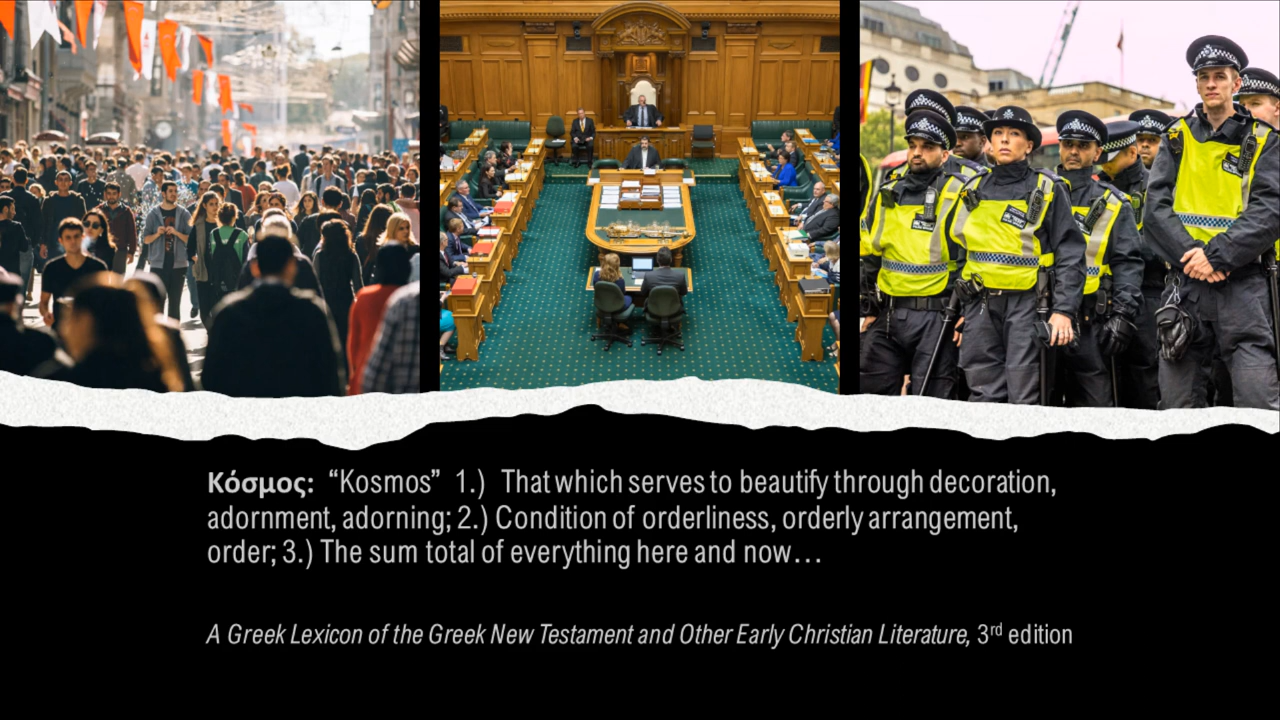 Κόσμος: “Kosmos” 1.) That which serves to beautify through decoration,
adornment, adorning; 2.) Condition of orderliness, orderly arrangement,
order; 3.) The sum total of everything here and now…
A Greek Lexicon of the Greek New Testament and Other Early Christian Literature, 3rd edition